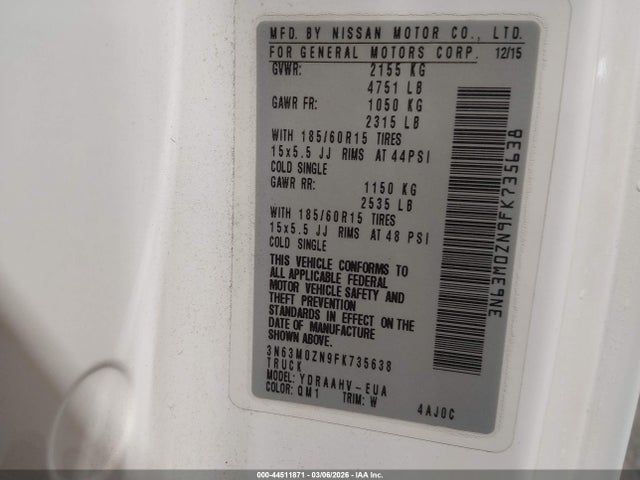 MFD. BY NISSAN MOTOR CO., LTD.
FOR GENERAL MOTORS CORP. 12/15
GVWR: 2155 KG
4751 LB
GAWR FR: 1050 KG
2315 LB
WITH 185/60R15 TIRES
15x5.5 JJ RIMS AT 44PSI
COLD SINGLE
GAWR RR: 1150 KG
2535 LB
WITH 185/60R15 TIRES
15x5.5 JJ RIMS AT 48 PSI
COLD SINGLE
THIS VEHICLE CONFORMS TO
ALL APPLICABLE FEDERAL
MOTOR VEHICLE SAFETY AND
THEFT PREVENTION
STANDARDS IN EFFECT ON THE
DATE OF MANUFACTURE
SHOWN ABOVE.
3N63M0ZN9FK735638
TRUCK
MODEL: YDRAAHV-EUA
COLOR: QM1 TRIM: W 4AJ0C
3N63M0ZN9FK735638
000-44511871 - 03/06/2026 - IAA Inc.